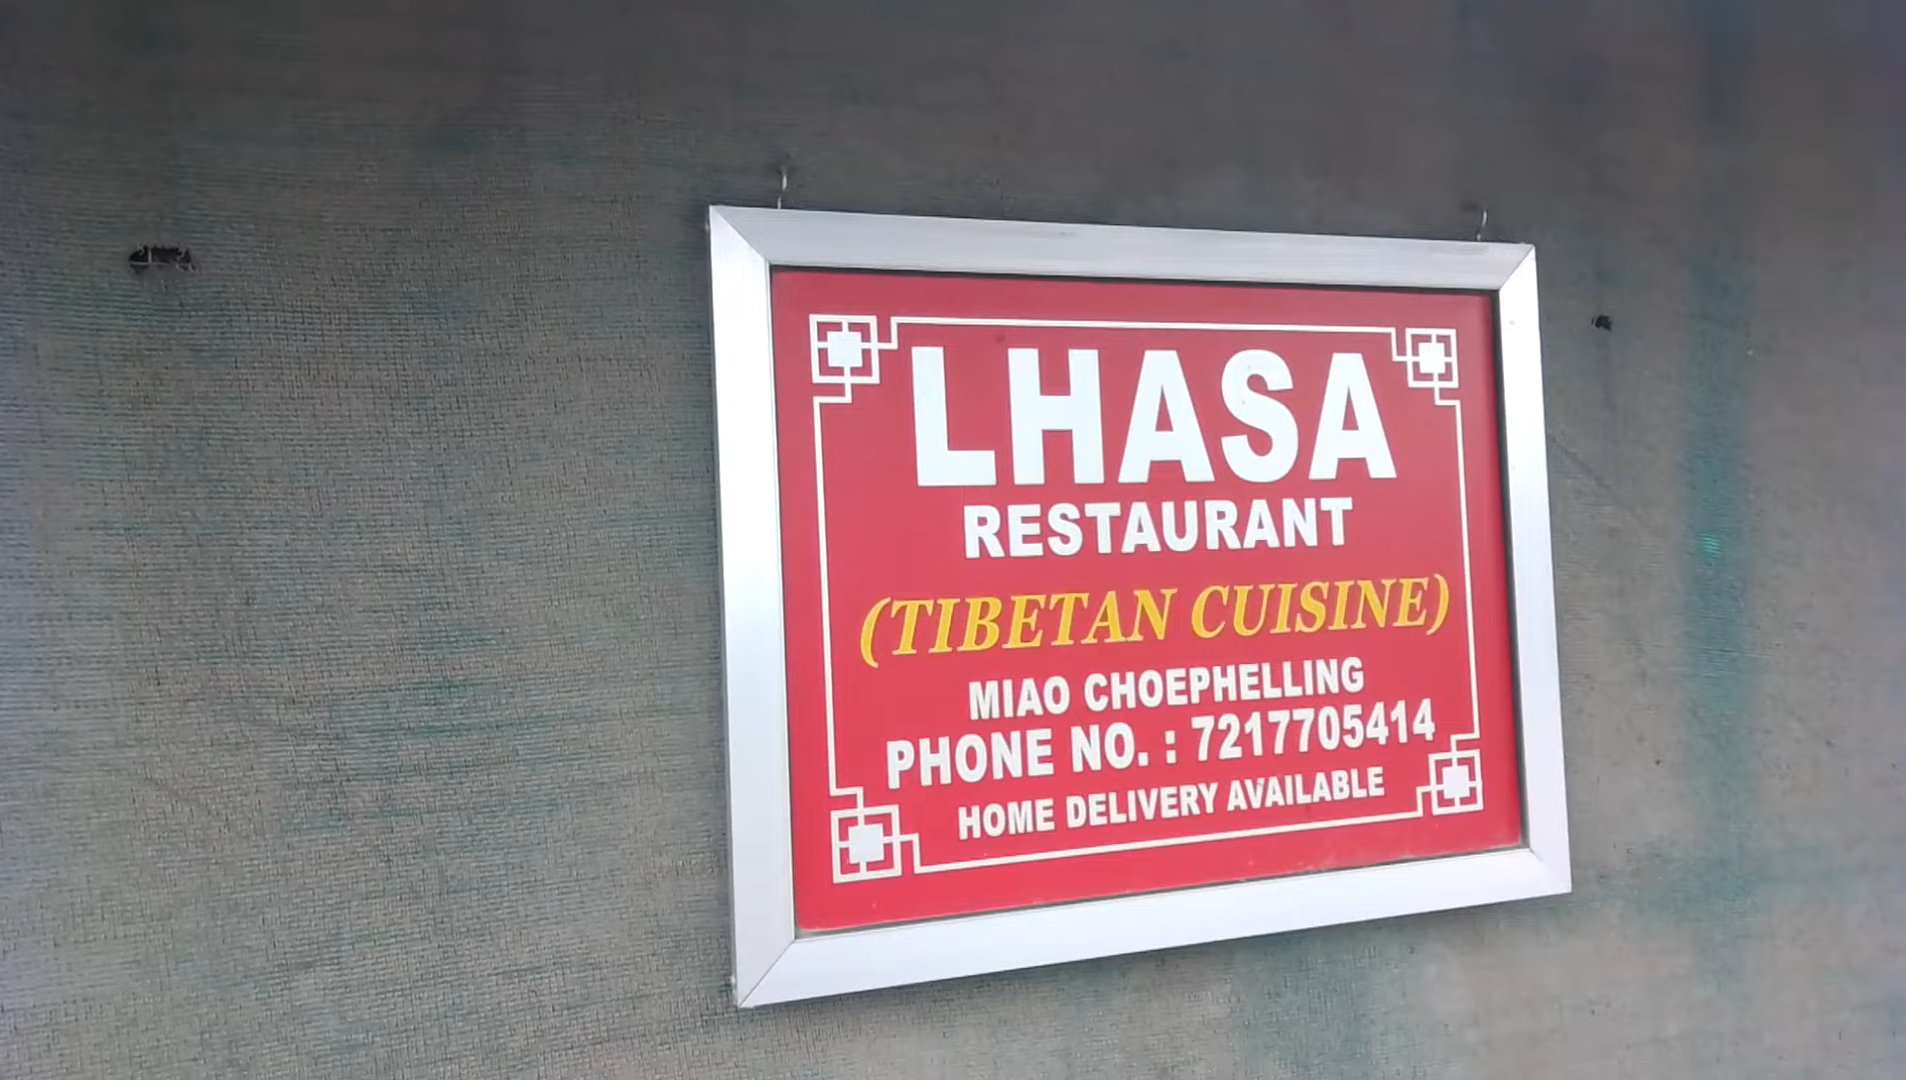 LHASA
RESTAURANT
(TIBETAN CUISINE)
MIAO CHOEPHELLING
PHONE NO. : 7217705414
HOME DELIVERY AVAILABLE